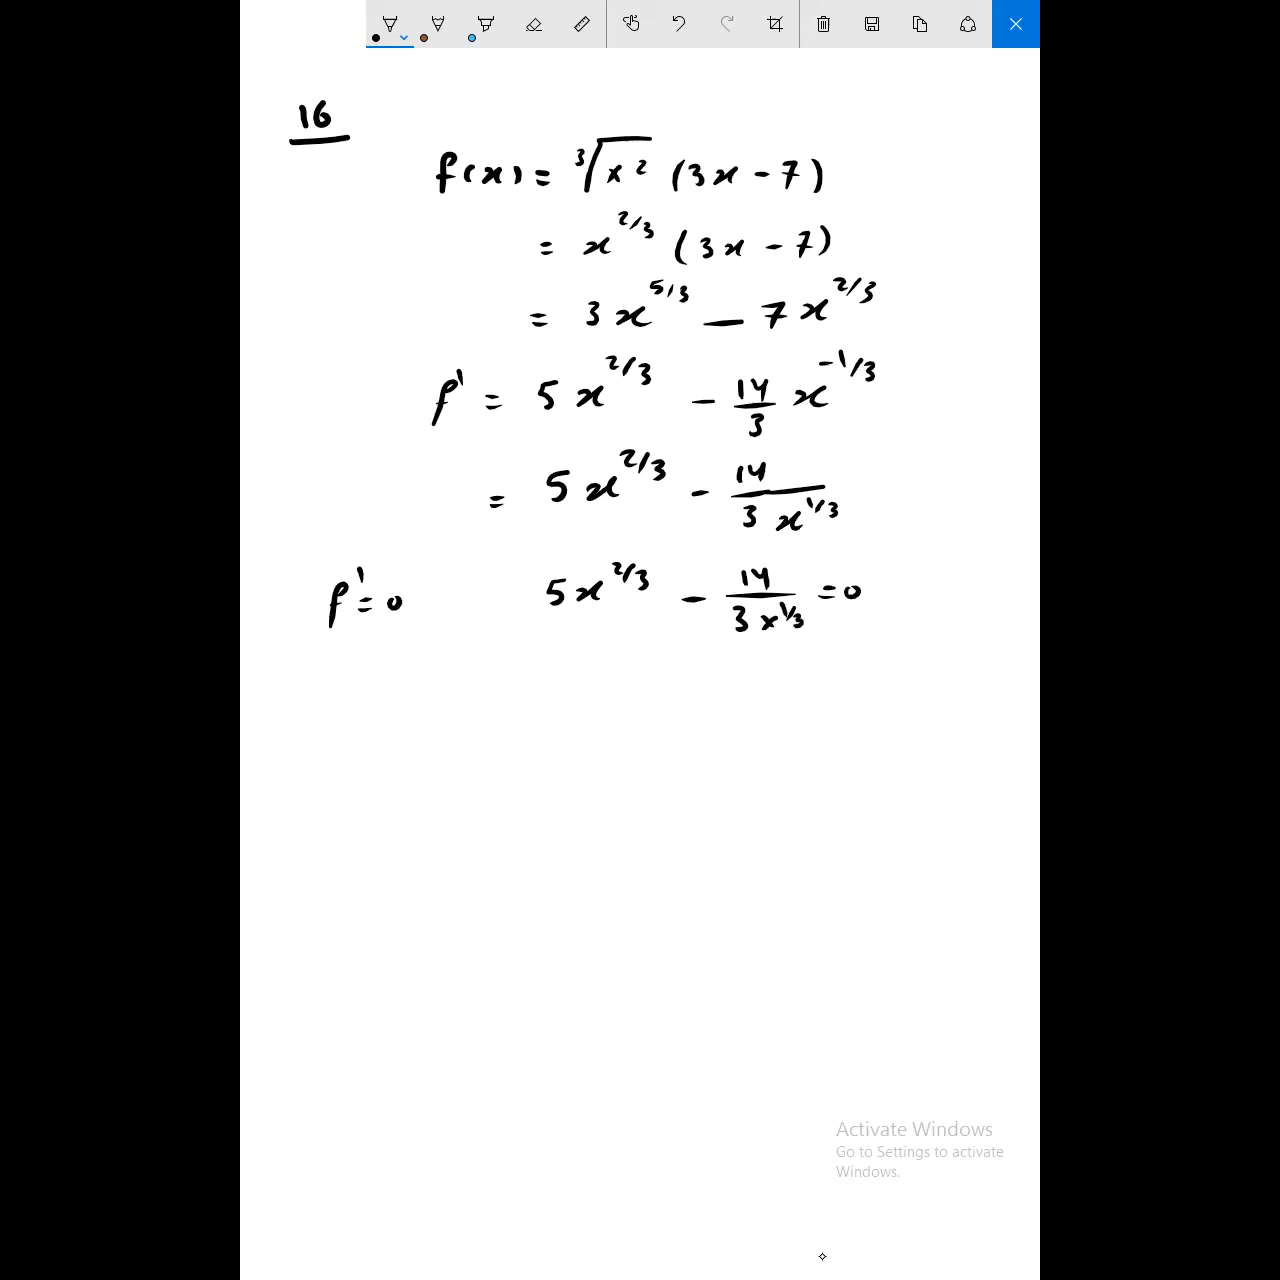 16
f(x) = ∛x² (3x - 7)
= x^2/3 (3x - 7)
= 3x^5/3 - 7x^2/3
f' = 5x^2/3 - 14/3 x^-1/3
= 5x^2/3 - 14/(3x^1/3)
f' = 0 5x^2/3 - 14/(3x^1/3) = 0
Activate Windows
Go to Settings to activate
Windows.